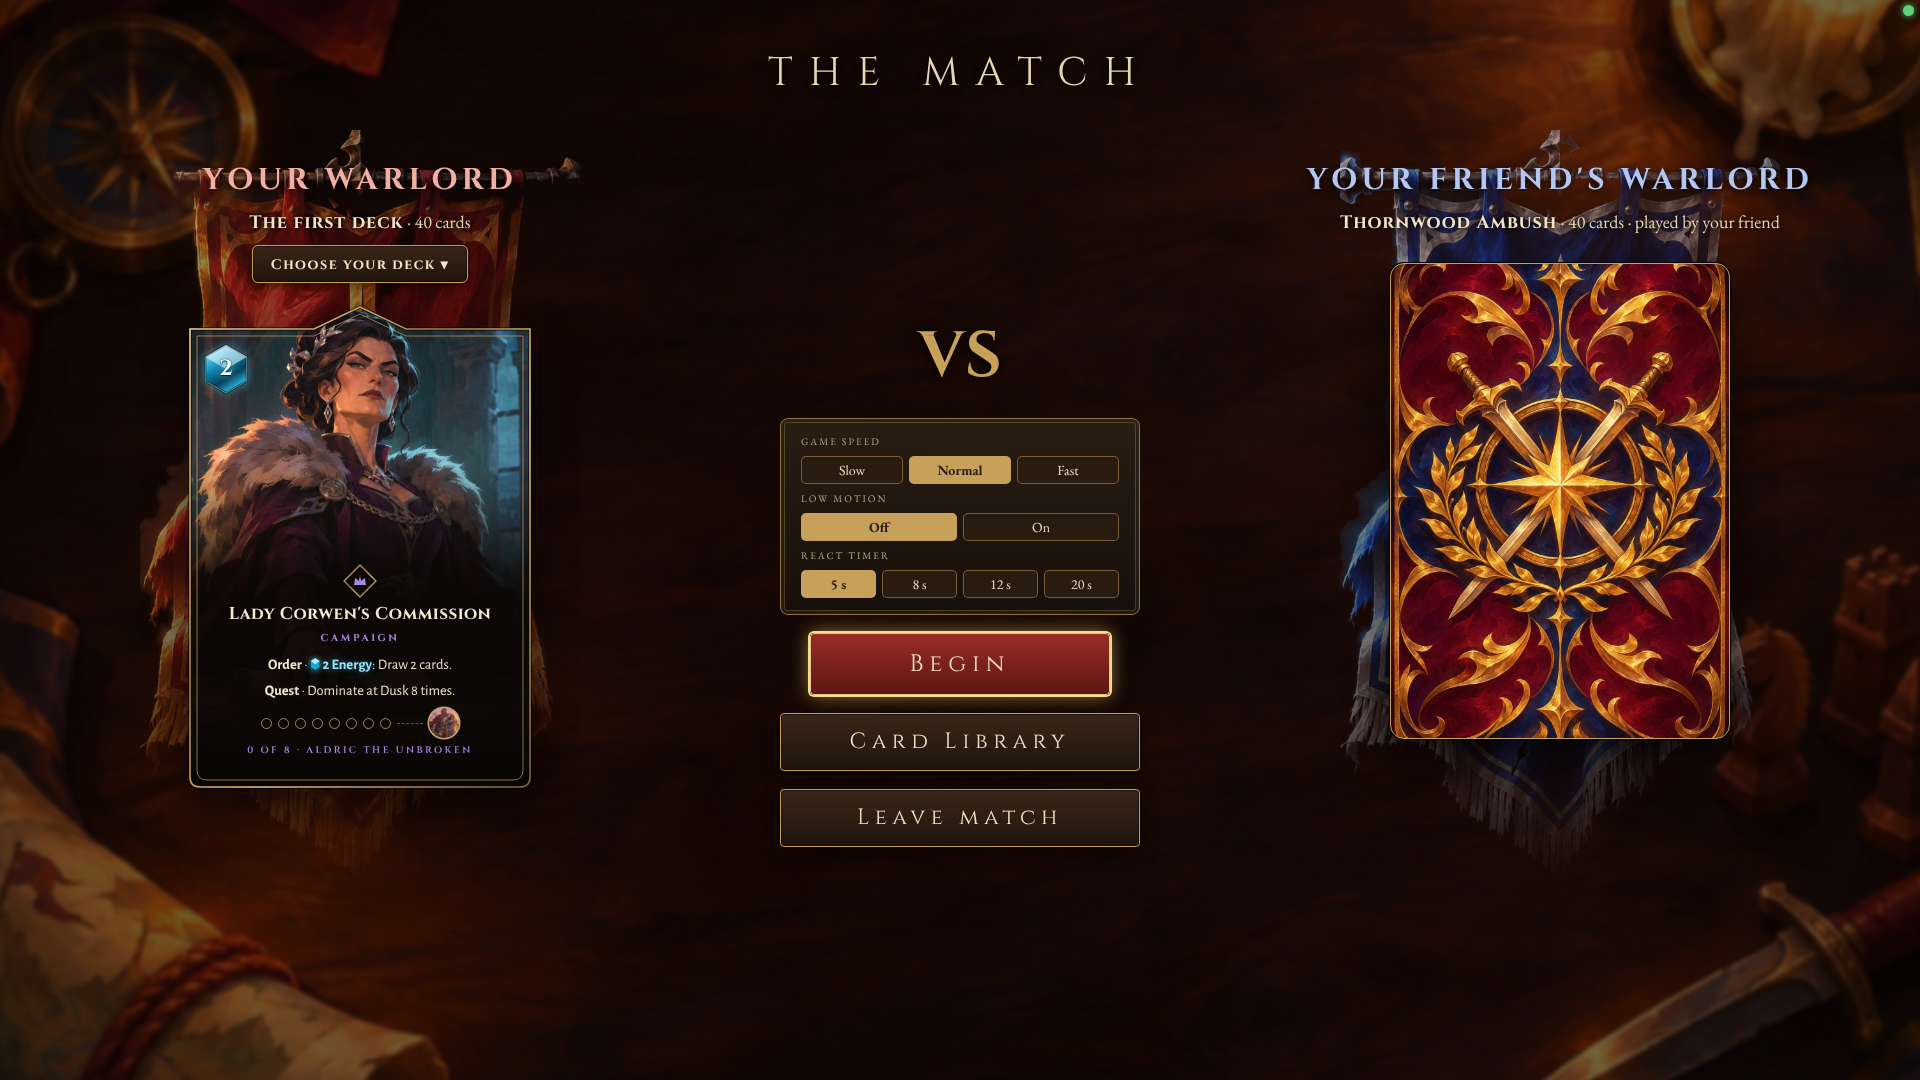 THE MATCH
YOUR WARLORD
THE FIRST DECK · 40 cards
CHOOSE YOUR DECK ▾
2
LADY CORWEN'S COMMISSION
CAMPAIGN
Order · 2 Energy: Draw 2 cards.
Quest · Dominate at Dusk 8 times.
0 OF 8 · ALDRIC THE UNBROKEN
VS
GAME SPEED
Slow Normal Fast
LOW MOTION
Off On
REACT TIMER
5 s 8 s 12 s 20 s
BEGIN
CARD LIBRARY
LEAVE MATCH
YOUR FRIEND'S WARLORD
THORNWOOD AMBUSH · 40 cards · played by your friend